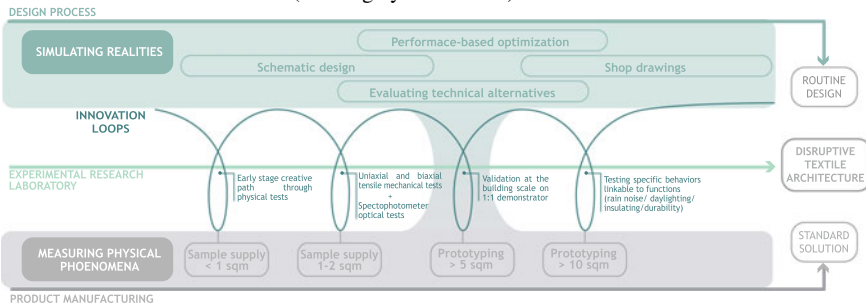 DESIGN PROCESS
SIMULATING REALITIES
Performace-based optimization
Schematic design
Shop drawings
Evaluating technical alternatives
ROUTINE
DESIGN
INNOVATION
LOOPS
EXPERIMENTAL RESEARCH
LABORATORY
Early stage creative
path through
physical tests
Uniaxial and biaxial
tensile mechanical tests
+
Spectophotometer
optical tests
Validation at the
building scale on
1:1 demonstrator
Testing specific behaviors
linkable to functions
(rain noise/ daylighting/
insulating/durability)
DISRUPTIVE
TEXTILE
ARCHITECTURE
MEASURING PHYSICAL
PHOENOMENA
Sample supply
< 1 sqm
Sample supply
1-2 sqm
Prototyping
> 5 sqm
Prototyping
> 10 sqm
STANDARD
SOLUTION
PRODUCT MANUFACTURING